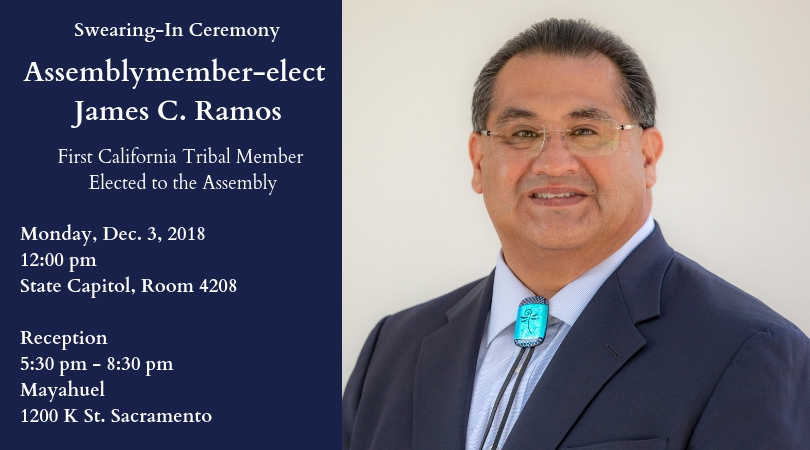 Swearing-In Ceremony
Assemblymember-elect
James C. Ramos
First California Tribal Member
Elected to the Assembly
Monday, Dec. 3, 2018
12:00 pm
State Capitol, Room 4208
Reception
5:30 pm - 8:30 pm
Mayahuel
1200 K St. Sacramento